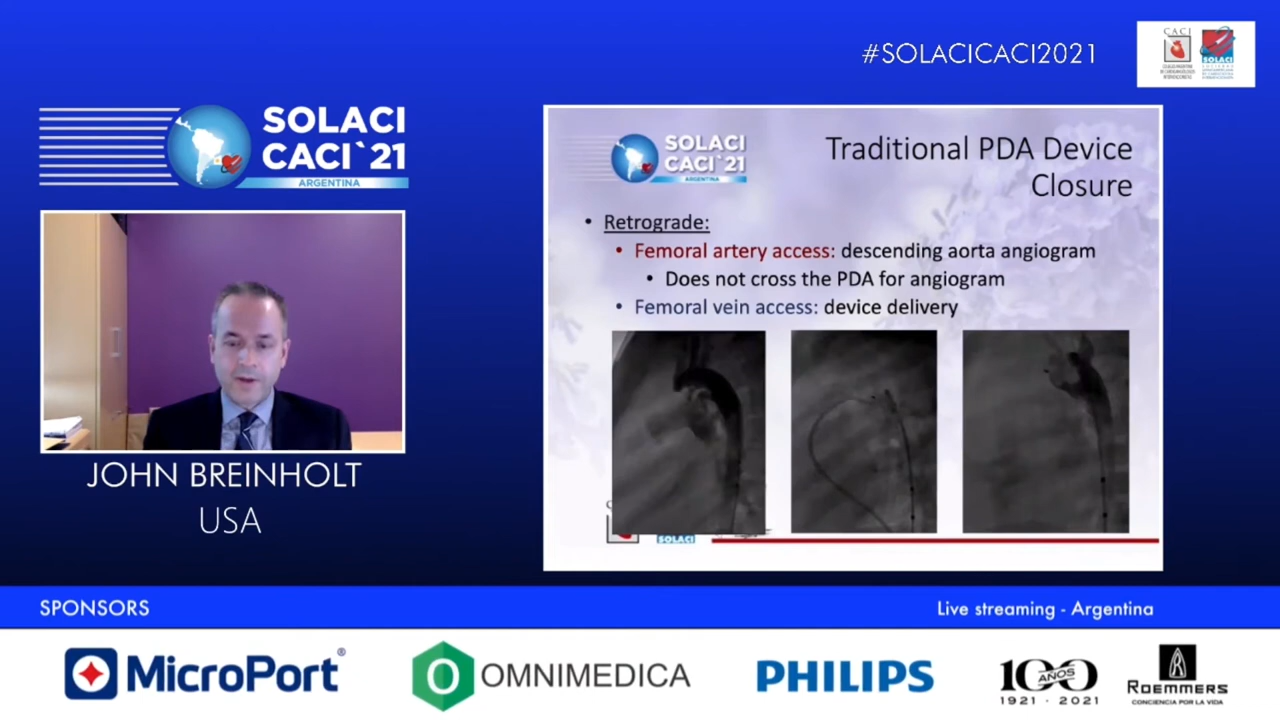 #SOLACICACI2021
CACI
SOLACI
SOLACI
CACI`21
ARGENTINA
JOHN BREINHOLT
USA
SOLACI
CACI`21
ARGENTINA
Traditional PDA Device
Closure
• Retrograde:
• Femoral artery access: descending aorta angiogram
• Does not cross the PDA for angiogram
• Femoral vein access: device delivery
SOLACI
SPONSORS
Live streaming - Argentina
MicroPort®
OMNIMEDICA
PHILIPS
100
AÑOS
1921 - 2021
ROEMMERS
CONCIENCIA POR LA VIDA